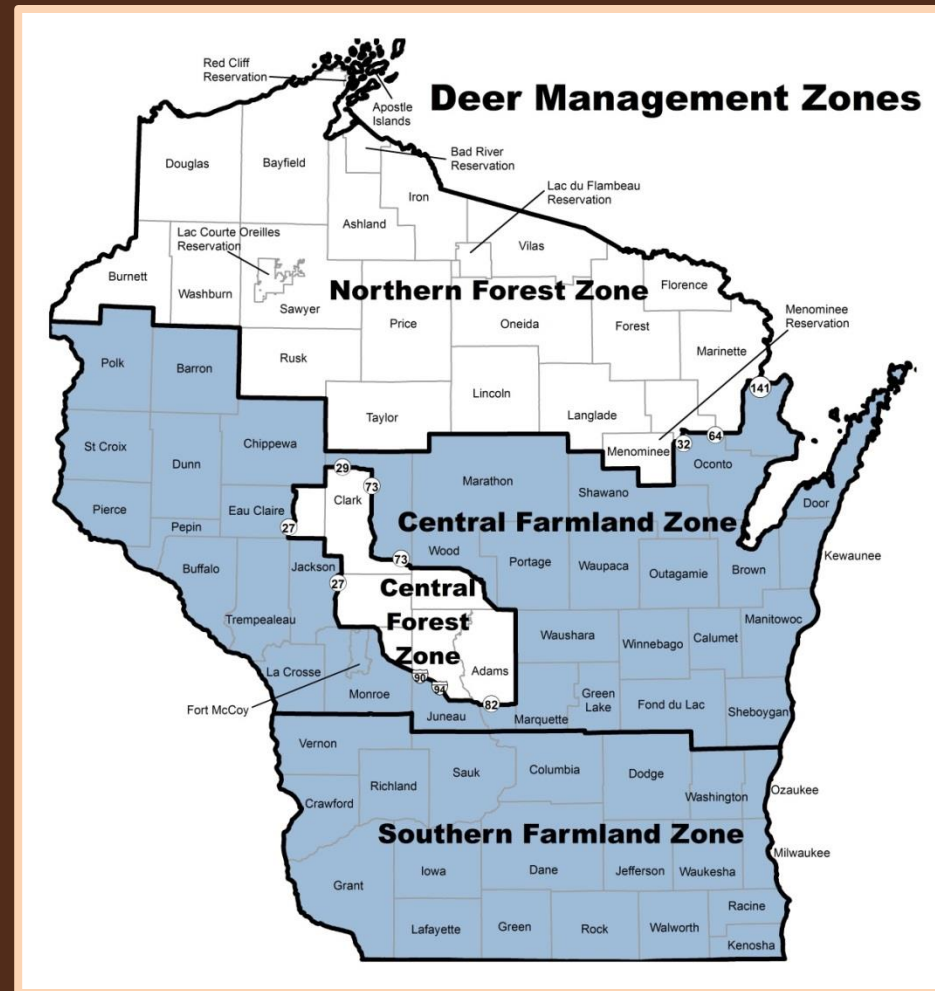 Deer Management Zones
Red Cliff
Reservation
Apostle
Islands
Bad River
Reservation
Douglas
Bayfield
Iron
Lac du Flambeau
Reservation
Ashland
Lac Courte Oreilles
Reservation
Vilas
Burnett
Washburn
Sawyer
Northern Forest Zone
Florence
Menominee
Reservation
Price
Oneida
Forest
Marinette
Rusk
Polk
Barron
Lincoln
Langlade
Taylor
141
64
32
Menominee
Oconto
St Croix
Dunn
Chippewa
29
73
Clark
Marathon
Shawano
Door
Pierce
Pepin
Eau Claire
27
Central Farmland Zone
Kewaunee
Buffalo
Jackson
27
73
Wood
Portage
Waupaca
Outagamie
Brown
Central
Forest
Zone
Manitowoc
Trempealeau
Waushara
Winnebago
Calumet
La Crosse
Adams
Fort McCoy
Monroe
90
94
82
Juneau
Marquette
Green
Lake
Fond du Lac
Sheboygan
Vernon
Richland
Sauk
Columbia
Dodge
Washington
Ozaukee
Crawford
Southern Farmland Zone
Milwaukee
Grant
Iowa
Dane
Jefferson
Waukesha
Racine
Lafayette
Green
Rock
Walworth
Kenosha